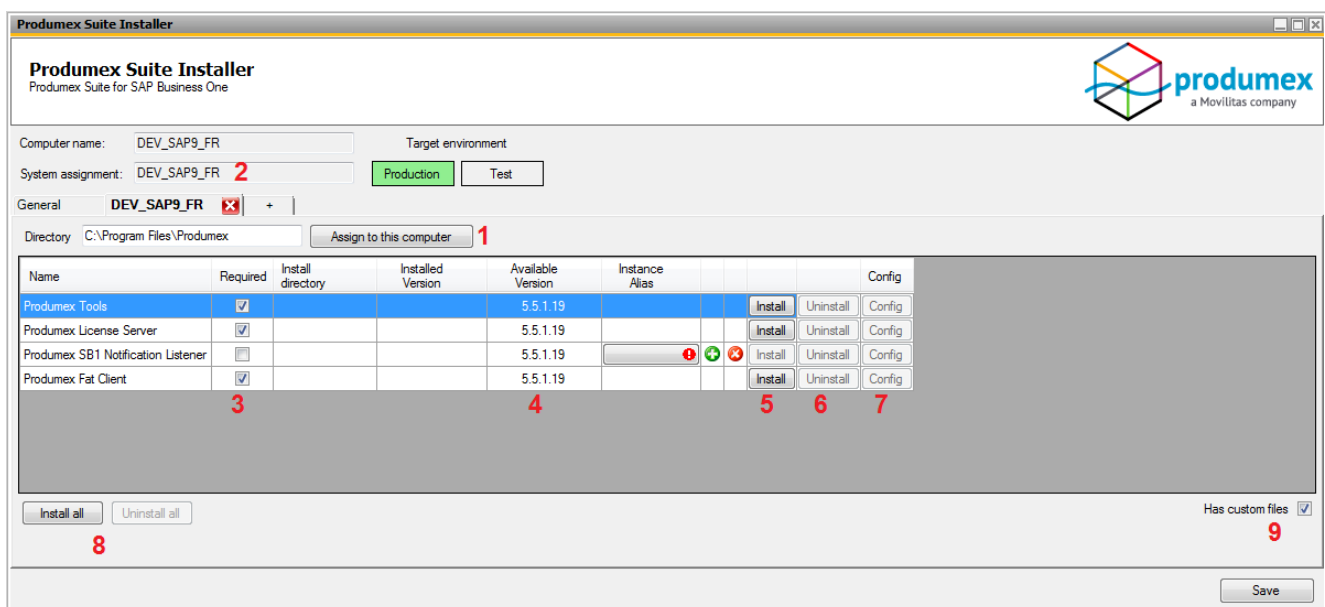 Produmex Suite Installer
Produmex Suite Installer
Produmex Suite for SAP Business One
produmex
a Movilitas company
Computer name: DEV_SAP9_FR Target environment
System assignment: DEV_SAP9_FR 2 Production Test
General DEV_SAP9_FR +
Directory C:\Program Files\Produmex Assign to this computer 1
Name Required Install directory Installed Version Available Version Instance Alias Config
Produmex Tools 5.5.1.19 Install Uninstall Config
Produmex License Server 5.5.1.19 Install Uninstall Config
Produmex SB1 Notification Listener 5.5.1.19 Install Uninstall Config
Produmex Fat Client 5.5.1.19 Install Uninstall Config
3 4 5 6 7
Install all Uninstall all Has custom files
8 9
Save